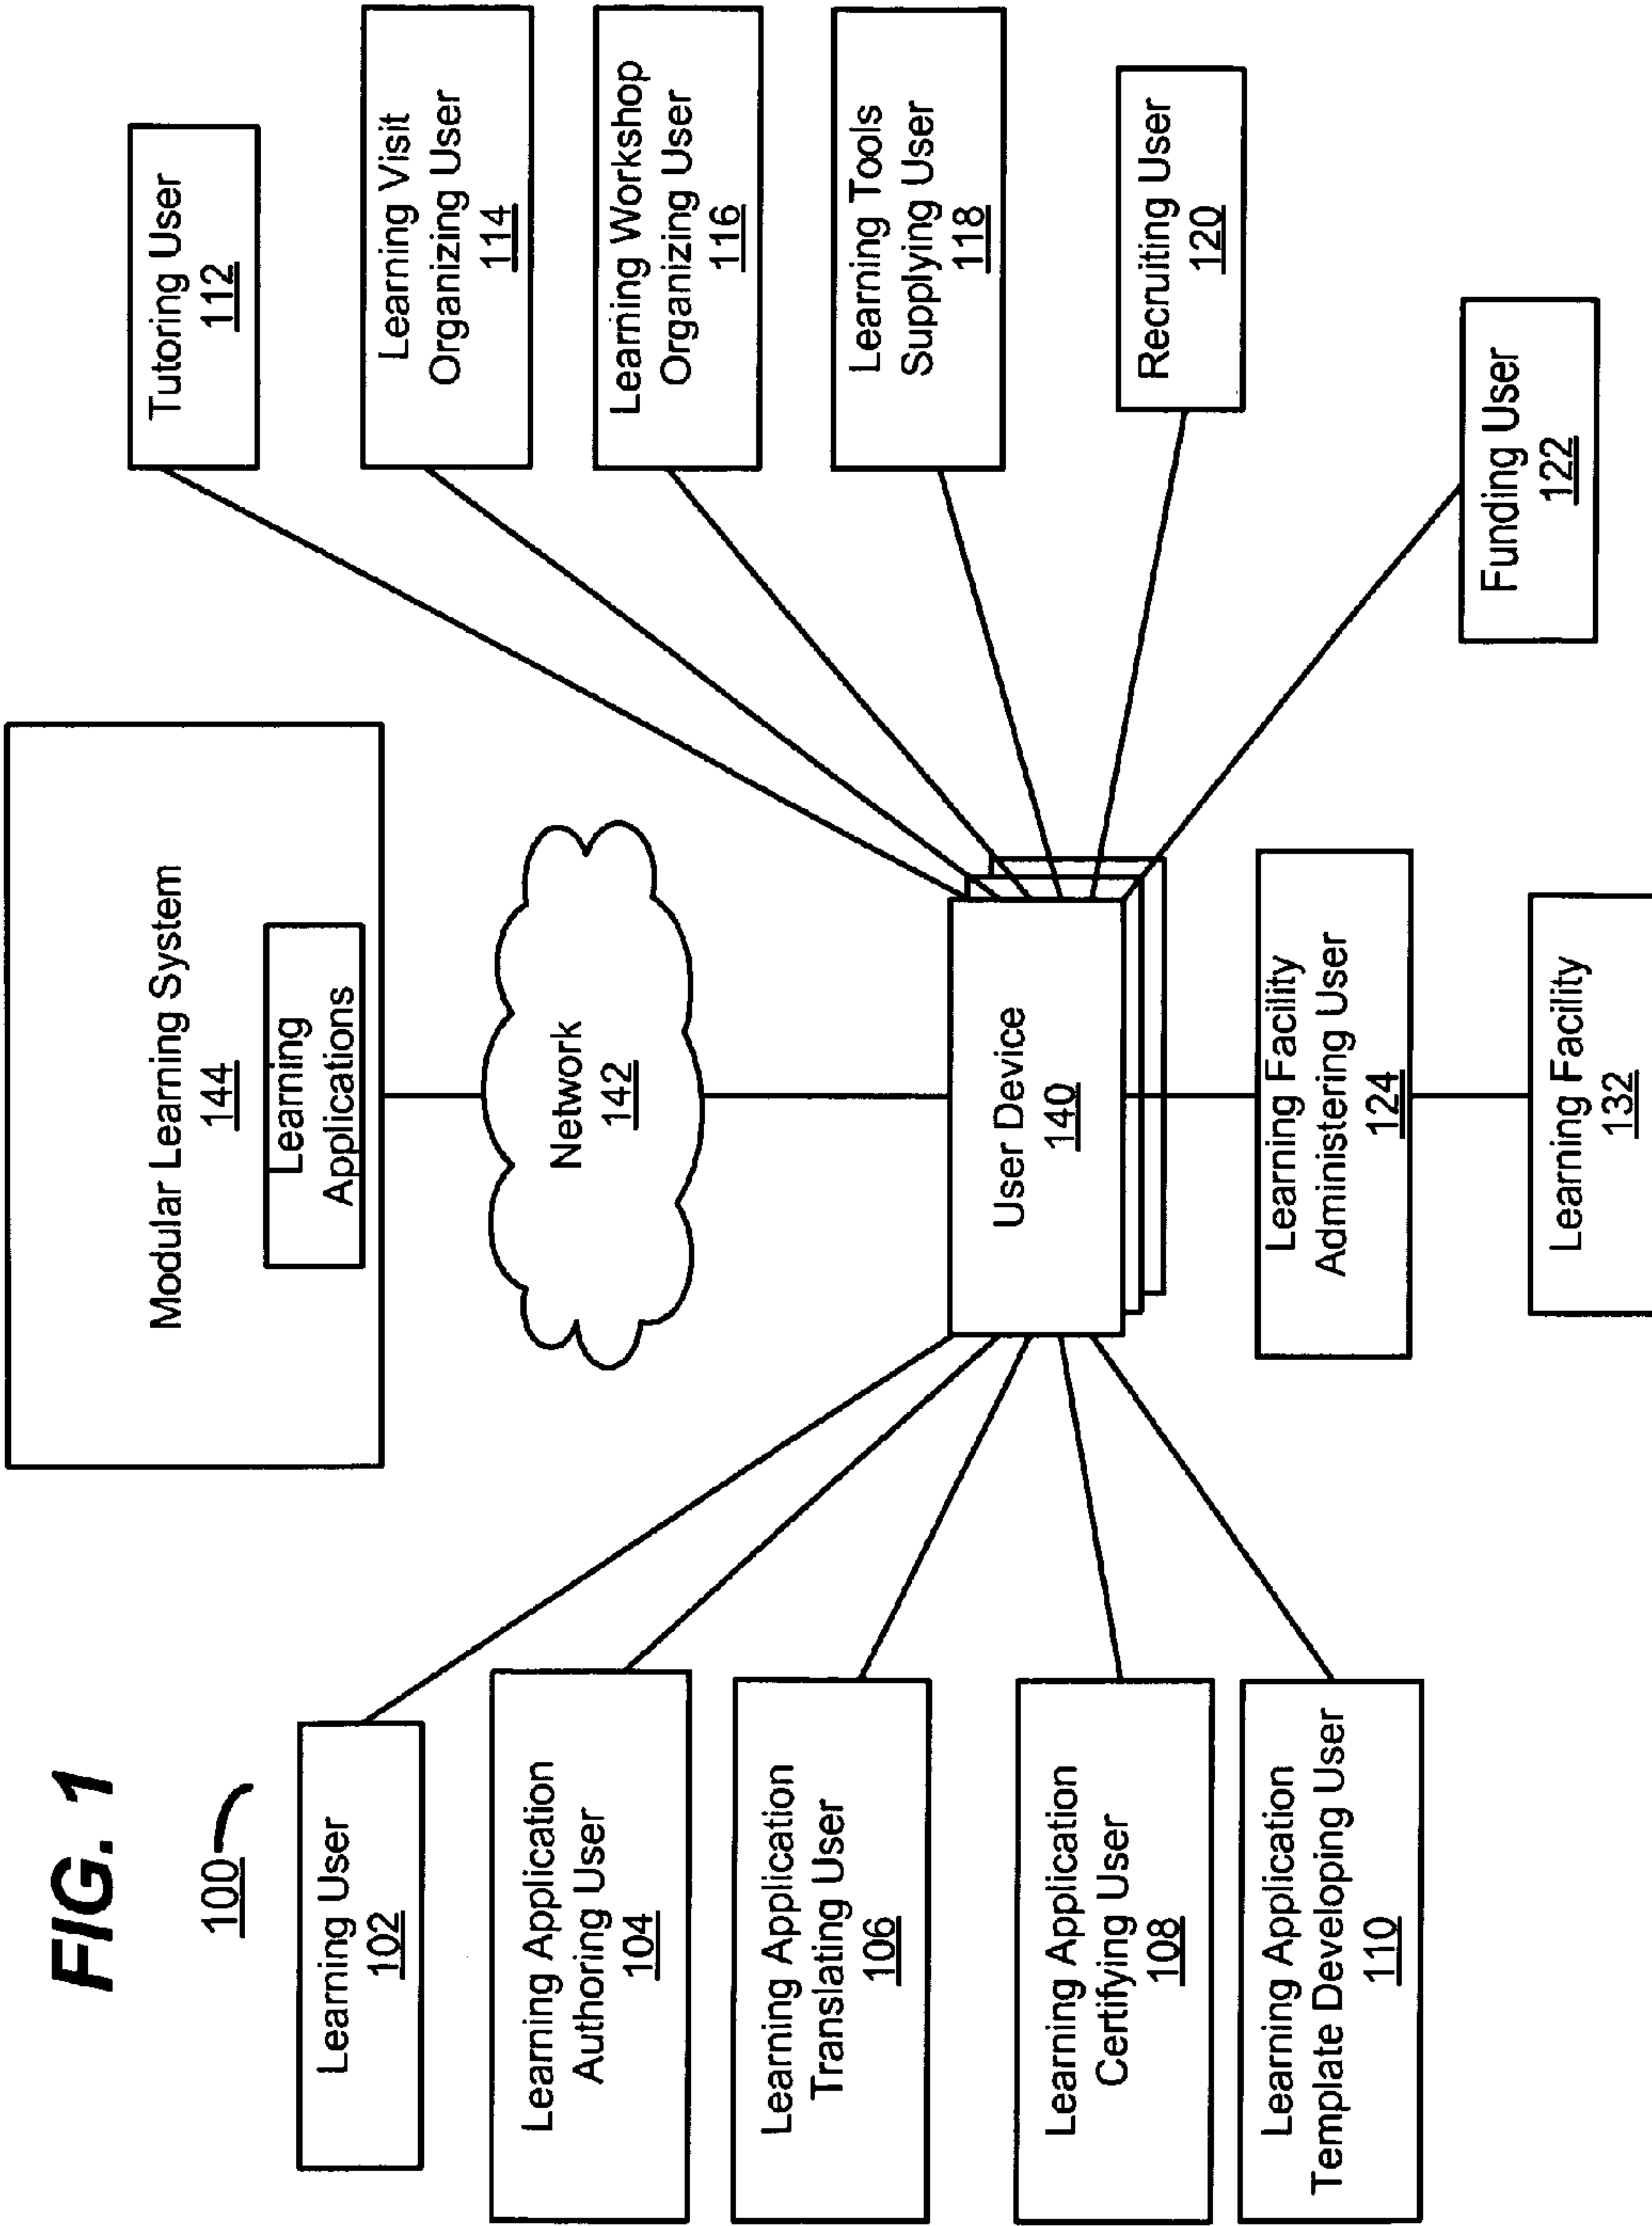 FIG. 1
100
Modular Learning System
144
Learning
Applications
Network
142
User Device
140
Learning User
102
Learning Application
Authoring User
104
Learning Application
Translating User
106
Learning Application
Certifying User
108
Learning Application
Template Developing User
110
Tutoring User
112
Learning Visit
Organizing User
114
Learning Workshop
Organizing User
116
Learning Tools
Supplying User
118
Recruiting User
120
Funding User
122
Learning Facility
Administering User
124
Learning Facility
132